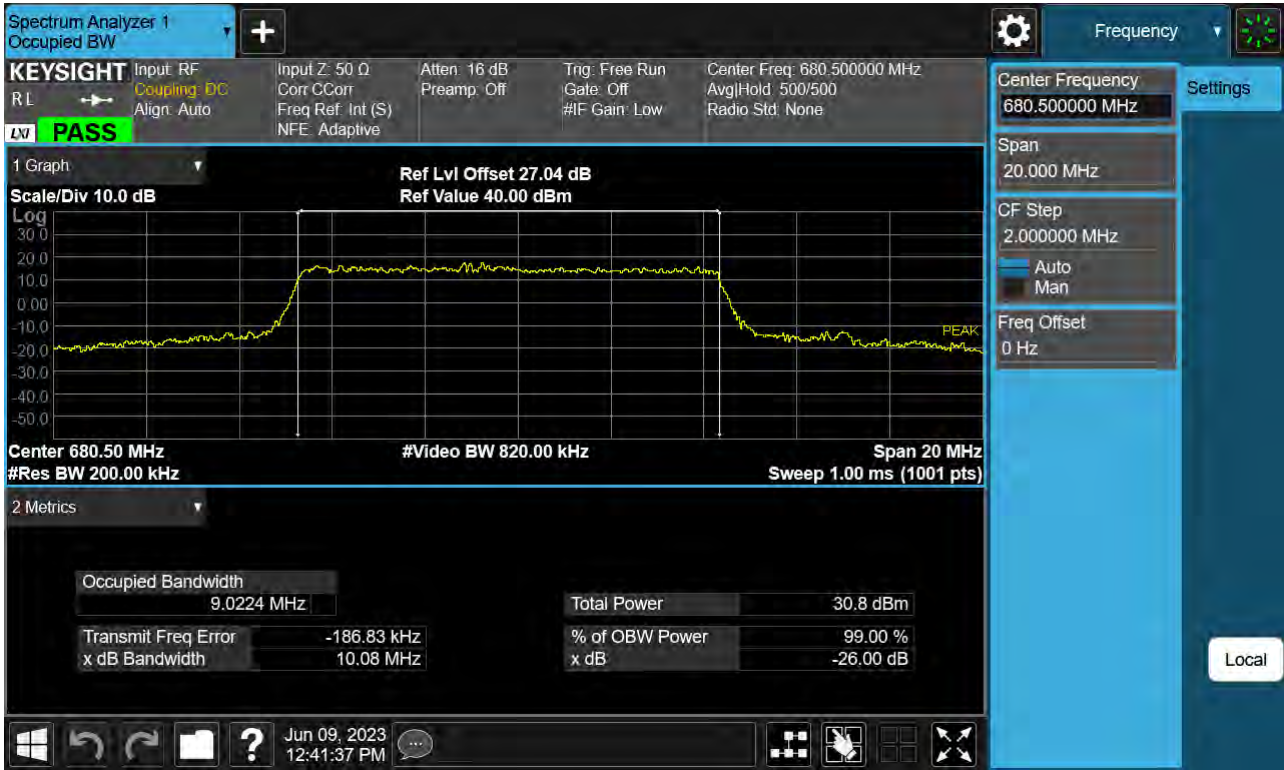 Spectrum Analyzer 1
Occupied BW
+
Frequency
KEYSIGHT
RL
LXI PASS
Input: RF
Coupling: DC
Align: Auto
Input Z: 50 Ω
Corr CCorr
Freq Ref: Int (S)
NFE: Adaptive
Atten: 16 dB
Preamp: Off
Trig: Free Run
Gate: Off
#IF Gain: Low
Center Freq: 680.500000 MHz
Avg|Hold: 500/500
Radio Std: None
Center Frequency
680.500000 MHz
Settings
Span
20.000 MHz
CF Step
2.000000 MHz
Auto
Man
Freq Offset
0 Hz
Local
1 Graph
Scale/Div 10.0 dB
Ref Lvl Offset 27.04 dB
Ref Value 40.00 dBm
Log
30.0
20.0
10.0
0.00
-10.0
-20.0
-30.0
-40.0
-50.0
PEAK
Center 680.50 MHz
#Video BW 820.00 kHz
Span 20 MHz
#Res BW 200.00 kHz
Sweep 1.00 ms (1001 pts)
2 Metrics
Occupied Bandwidth
9.0224 MHz
Total Power 30.8 dBm
Transmit Freq Error -186.83 kHz
% of OBW Power 99.00 %
x dB Bandwidth 10.08 MHz
x dB -26.00 dB
?
Jun 09, 2023
12:41:37 PM